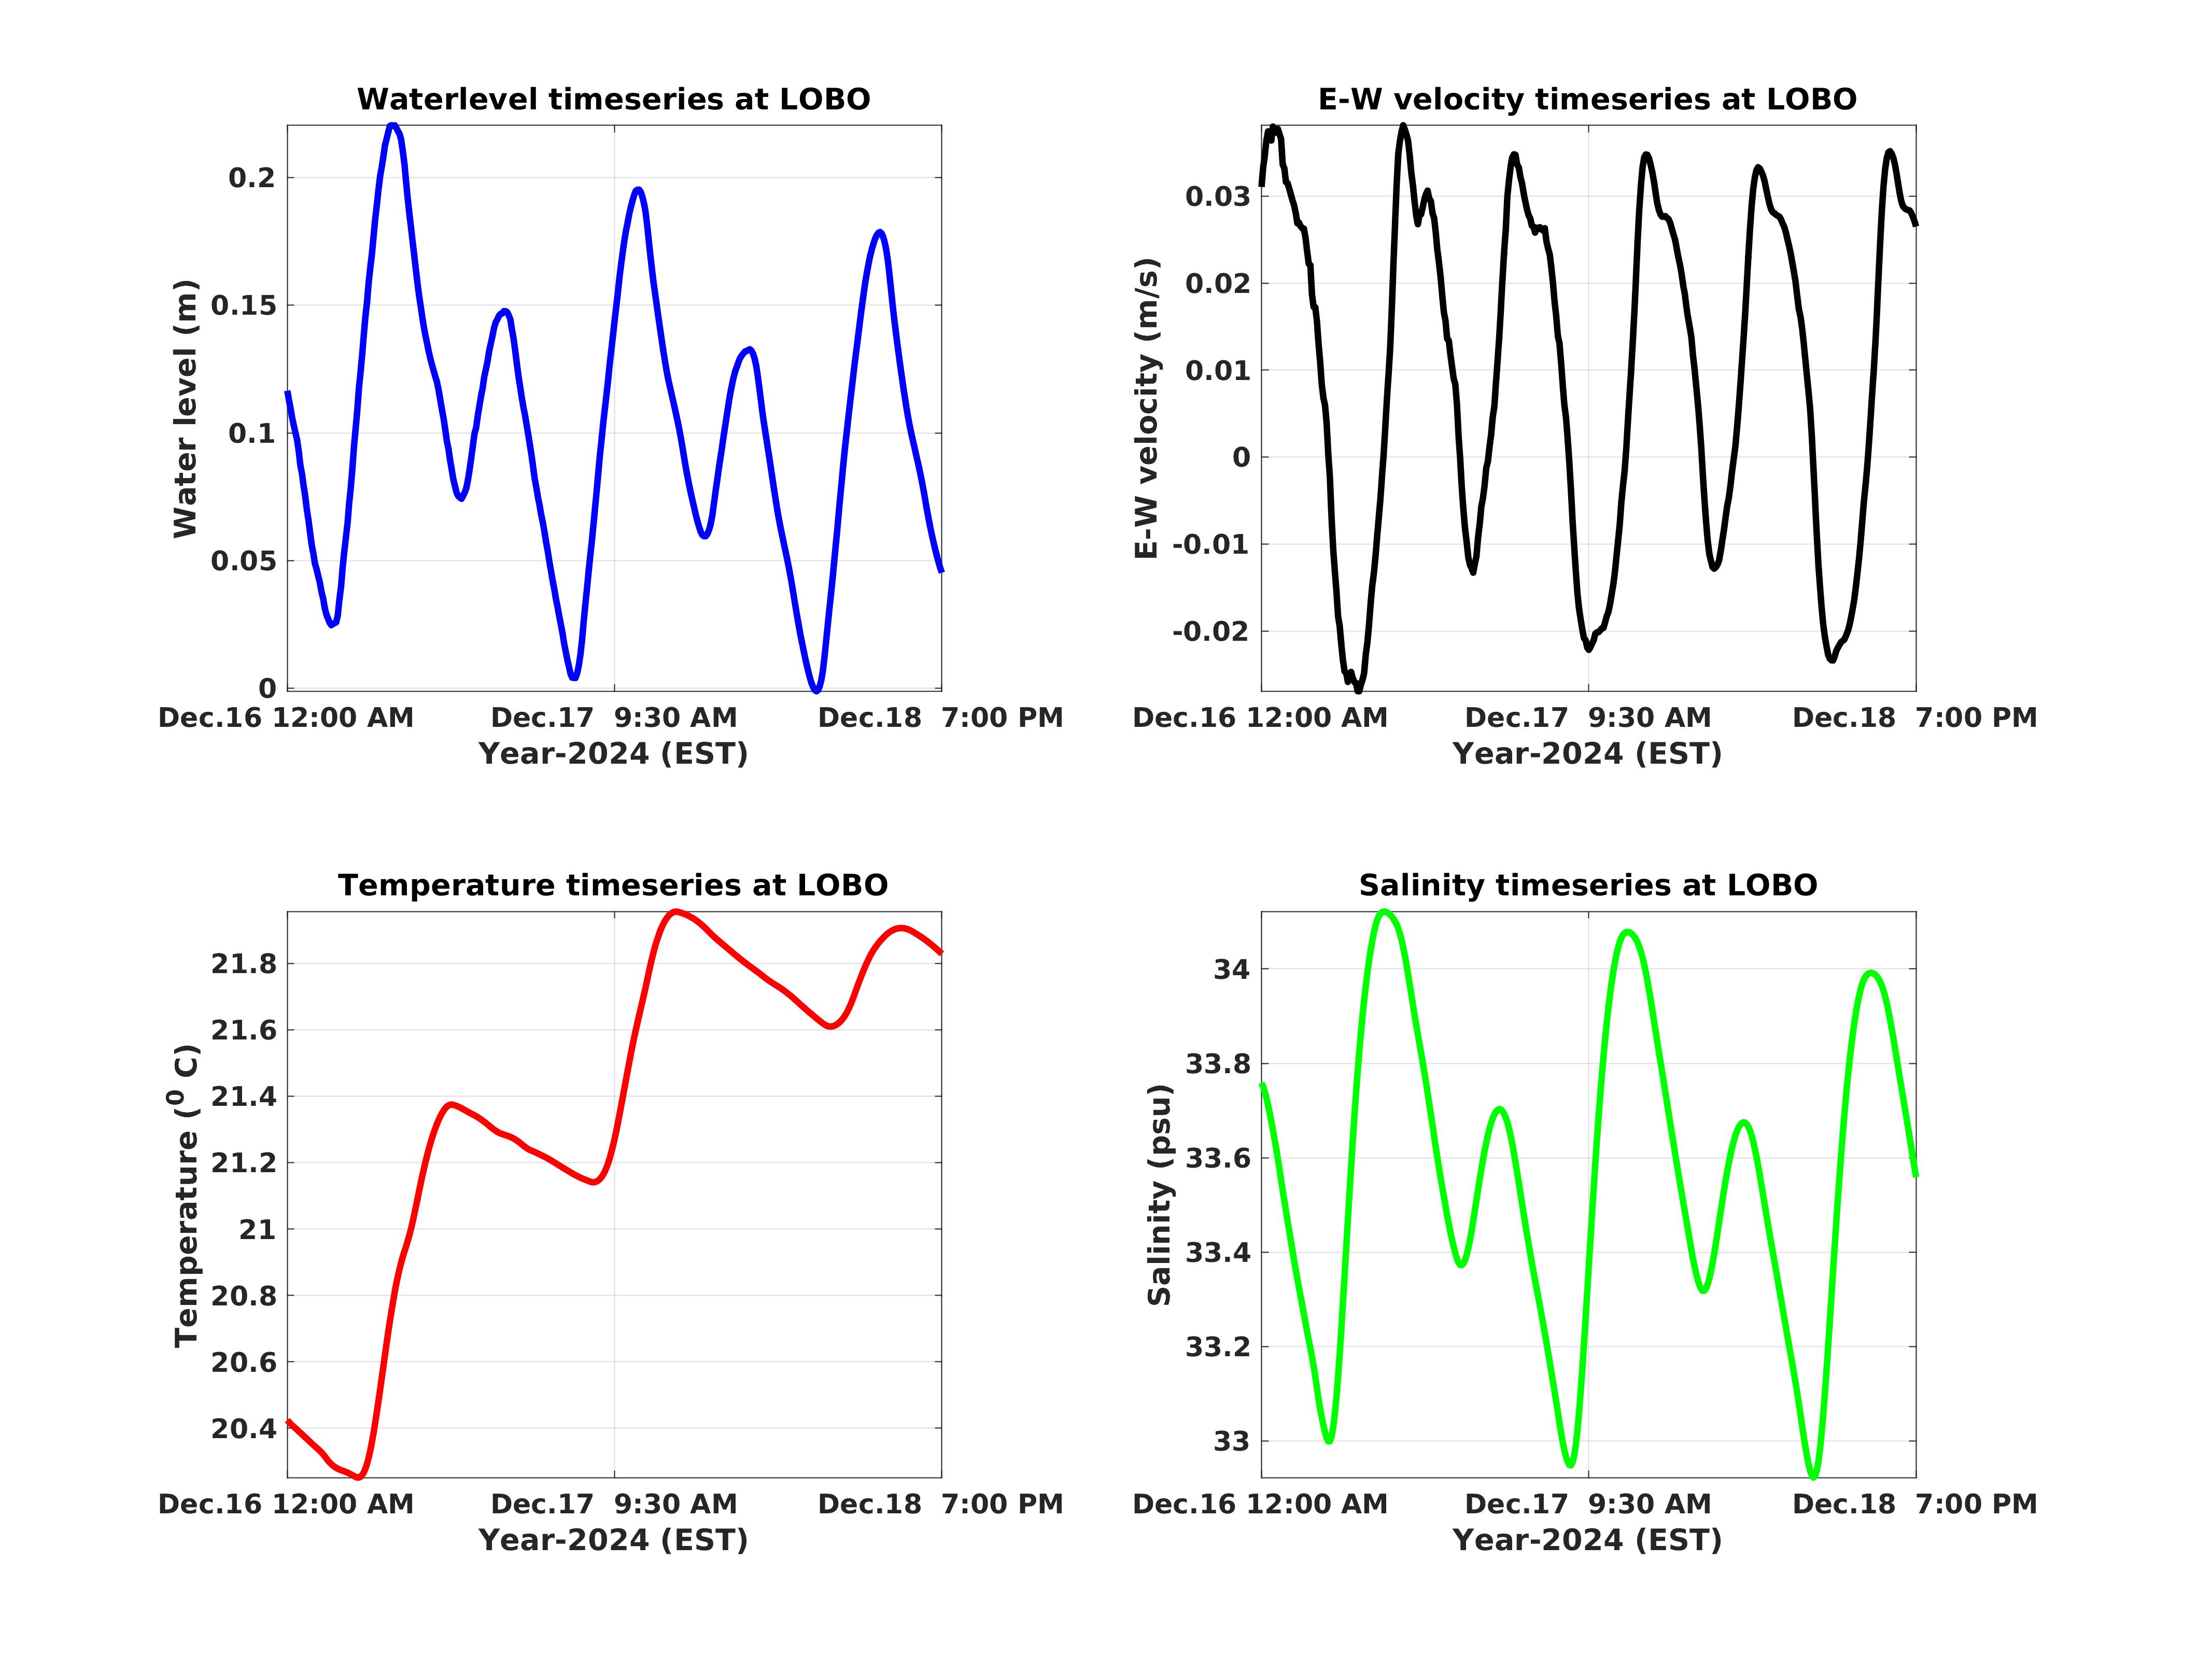 Waterlevel timeseries at LOBO
Water level (m)
0.2
0.15
0.1
0.05
0
Dec.16 12:00 AM Dec.17 9:30 AM Dec.18 7:00 PM
Year-2024 (EST)
E-W velocity timeseries at LOBO
E-W velocity (m/s)
0.03
0.02
0.01
0
-0.01
-0.02
Dec.16 12:00 AM Dec.17 9:30 AM Dec.18 7:00 PM
Year-2024 (EST)
Temperature timeseries at LOBO
Temperature (⁰ C)
21.8
21.6
21.4
21.2
21
20.8
20.6
20.4
Dec.16 12:00 AM Dec.17 9:30 AM Dec.18 7:00 PM
Year-2024 (EST)
Salinity timeseries at LOBO
Salinity (psu)
34
33.8
33.6
33.4
33.2
33
Dec.16 12:00 AM Dec.17 9:30 AM Dec.18 7:00 PM
Year-2024 (EST)